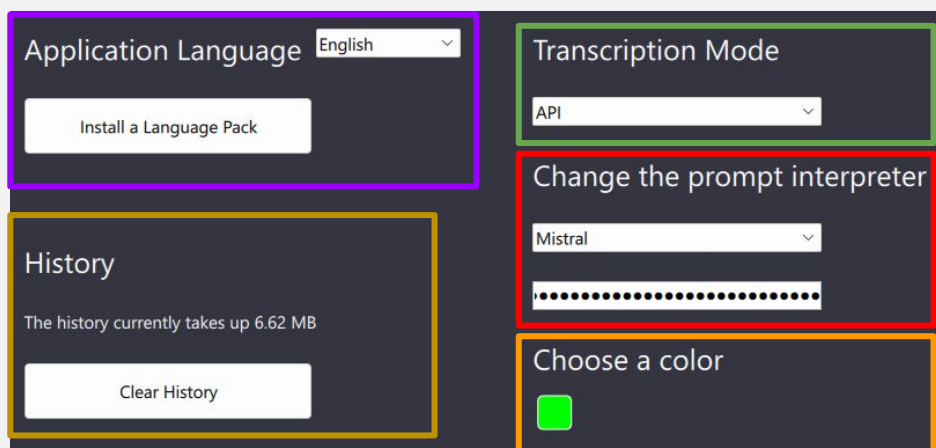 Application Language
English
Install a Language Pack
History
The history currently takes up 6.62 MB
Clear History
Transcription Mode
API
Change the prompt interpreter
Mistral
Choose a color